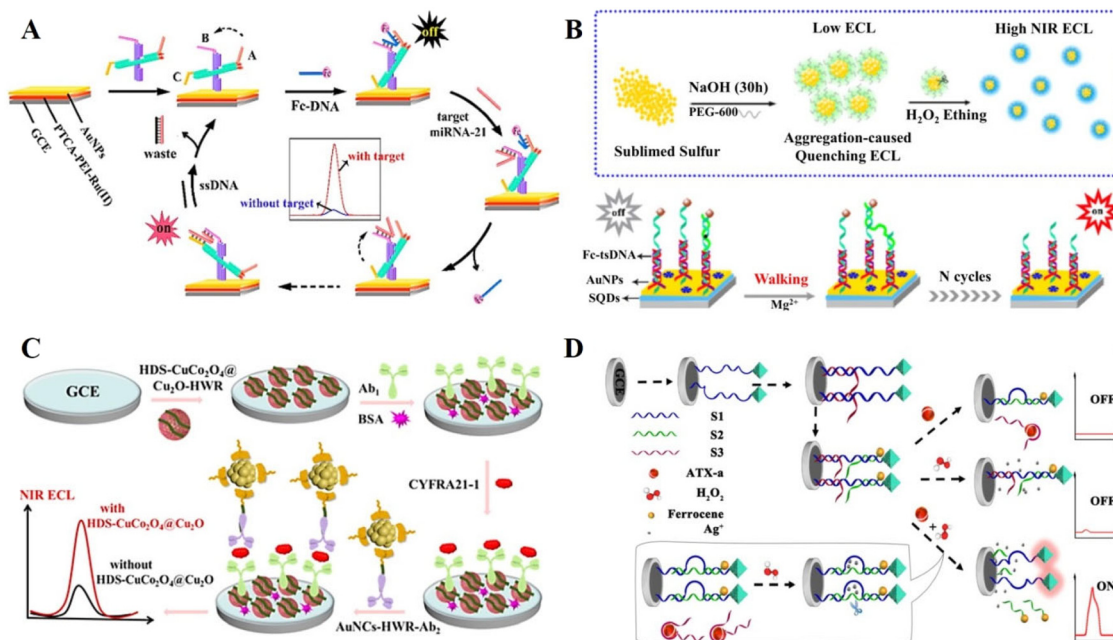 A
B
A
C
Fc-DNA
off
target
miRNA-21
GCE
PTCA-PEI-Ru(II)
AuNPs
waste
ssDNA
with target
without target
on
B
Low ECL
High NIR ECL
NaOH (30h)
PEG-600
H₂O₂ Ething
Sublimed Sulfur
Aggregation-caused
Quenching ECL
off
on
Fc-tsDNA
AuNPs
SQDs
Walking
Mg²⁺
N cycles
C
GCE
HDS-CuCo₂O₄@
Cu₂O-HWR
Ab₁
BSA
CYFRA21-1
NIR ECL
with
HDS-CuCo₂O₄@Cu₂O
without
HDS-CuCo₂O₄@Cu₂O
AuNCs-HWR-Ab₂
D
GCE
S1
S2
S3
ATX-a
H₂O₂
Ferrocene
Ag⁺
+
OFF
OFF
ON